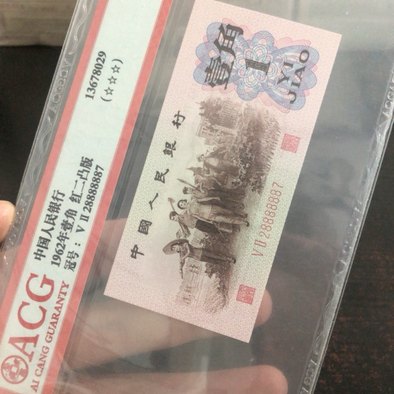 ACG
AI CANG GUARANTY
中国人民银行
1962年壹角 红二凸版
冠号: V II 28888887
13678029
(☆☆☆)
中國人民銀行
壹角
1
YI JIAO
V II 28888887